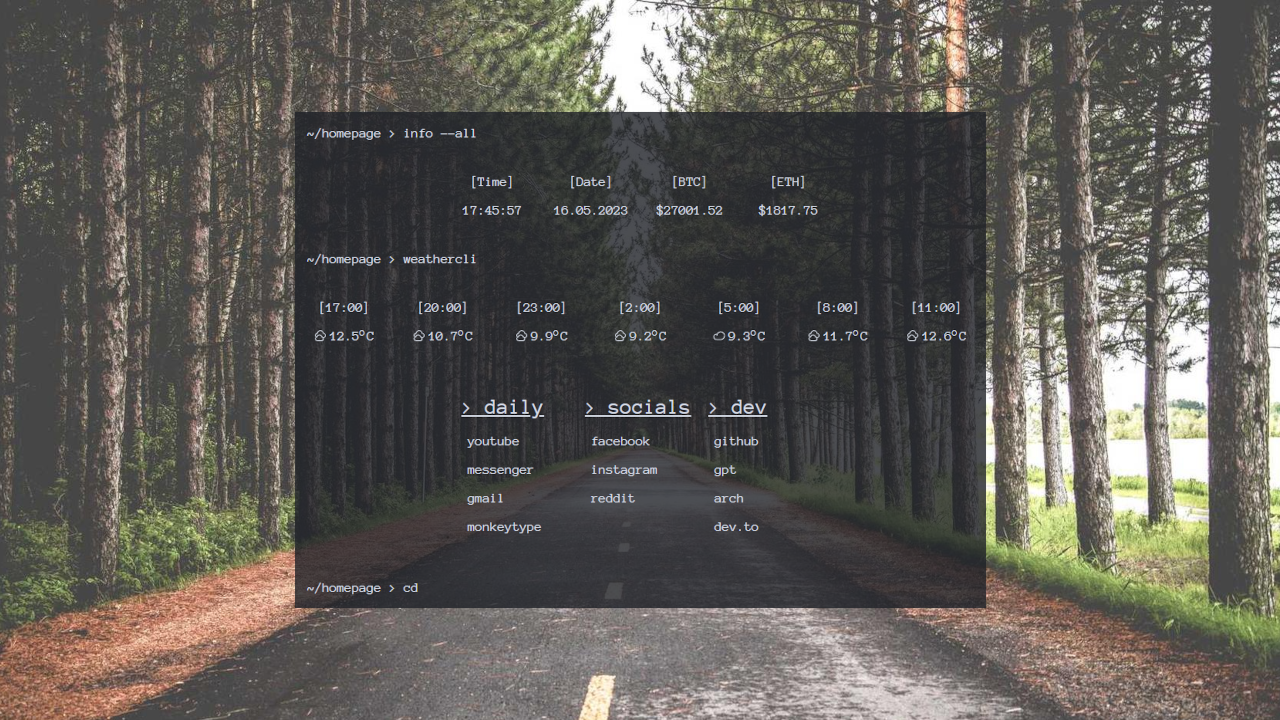 ~/homepage > info --all
[Time] [Date] [BTC] [ETH]
17:45:57 16.05.2023 $27001.52 $1817.75
~/homepage > weathercli
[17:00] [20:00] [23:00] [2:00] [5:00] [8:00] [11:00]
12.5°C 10.7°C 9.9°C 9.2°C 9.3°C 11.7°C 12.6°C
> daily > socials > dev
youtube facebook github
messenger instagram gpt
gmail reddit arch
monkeytype dev.to
~/homepage > cd